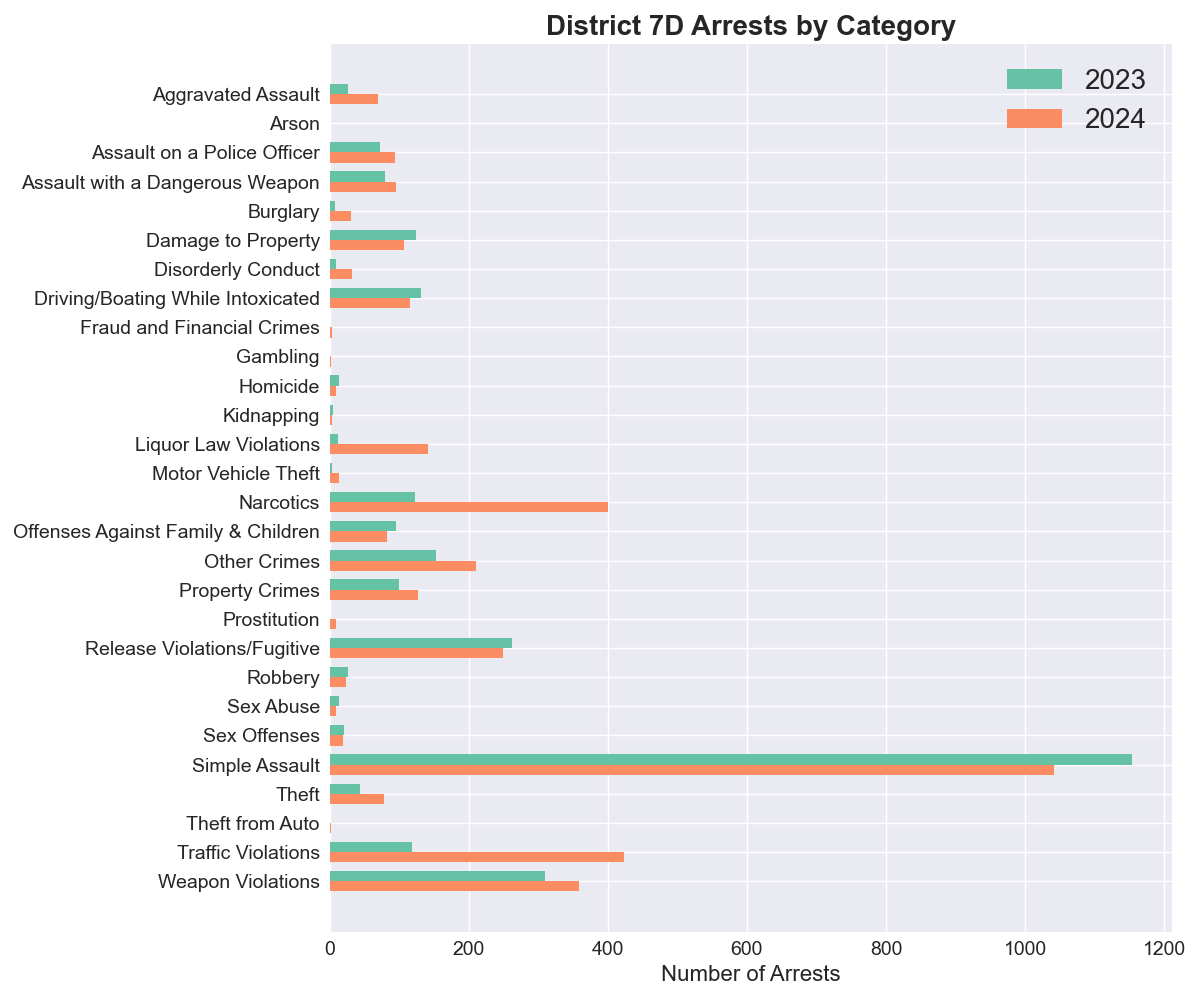 District 7D Arrests by Category
2023
2024
Aggravated Assault
Arson
Assault on a Police Officer
Assault with a Dangerous Weapon
Burglary
Damage to Property
Disorderly Conduct
Driving/Boating While Intoxicated
Fraud and Financial Crimes
Gambling
Homicide
Kidnapping
Liquor Law Violations
Motor Vehicle Theft
Narcotics
Offenses Against Family & Children
Other Crimes
Property Crimes
Prostitution
Release Violations/Fugitive
Robbery
Sex Abuse
Sex Offenses
Simple Assault
Theft
Theft from Auto
Traffic Violations
Weapon Violations
0 200 400 600 800 1000 1200
Number of Arrests